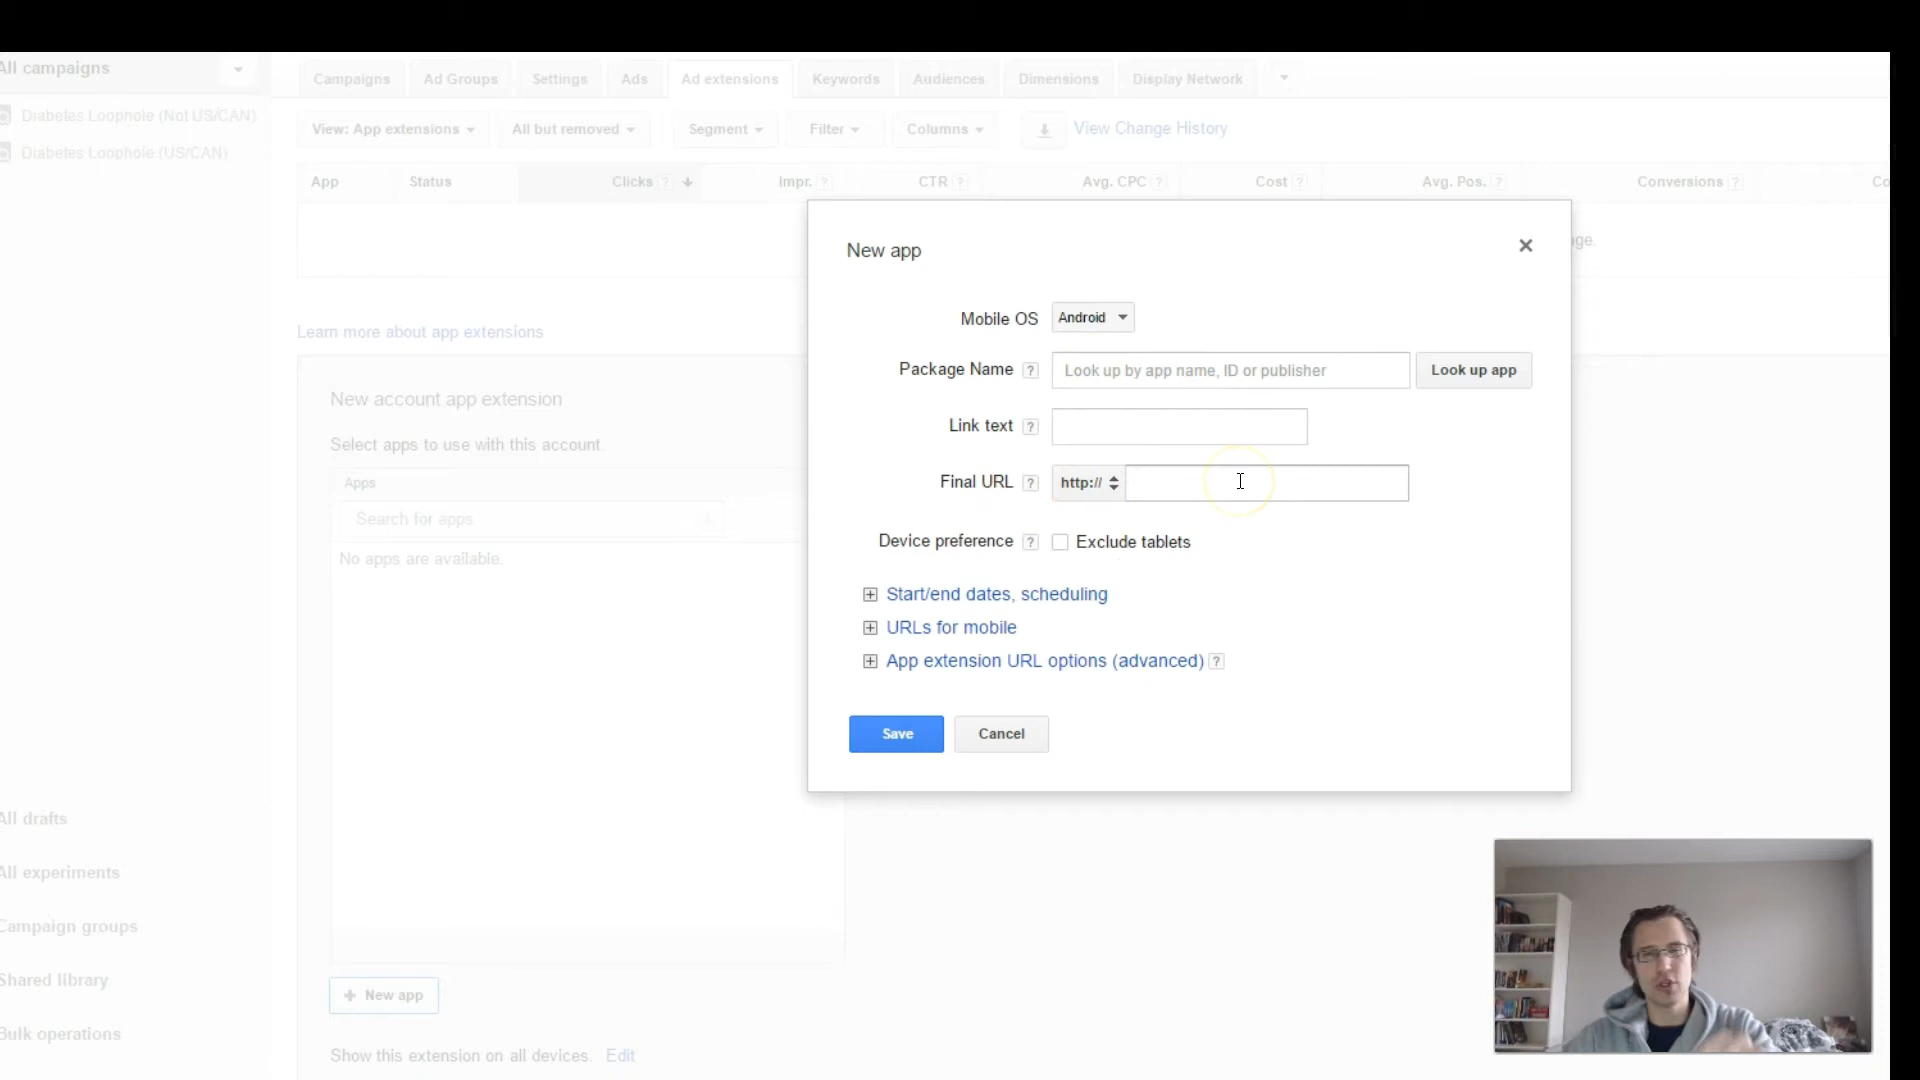 All campaigns
Campaigns Ad Groups Settings Ads Ad extensions Keywords Audiences Dimensions Display Network
Diabetes Loophole (Not US/CAN)
Diabetes Loophole (US/CAN)
View: App extensions All but removed Segment Filter Columns View Change History
App Status Clicks ? Impr. ? CTR ? Avg. CPC ? Cost ? Avg. Pos. ? Conversions ? Co
Learn more about app extensions
New account app extension
Select apps to use with this account.
Apps
Search for apps
No apps are available.
New app
Mobile OS Android
Package Name ? Look up by app name, ID or publisher Look up app
Link text ?
Final URL ? http://
Device preference ? Exclude tablets
Start/end dates, scheduling
URLs for mobile
App extension URL options (advanced) ?
Save Cancel
All drafts
All experiments
Campaign groups
Shared library
Bulk operations
+ New app
Show this extension on all devices. Edit